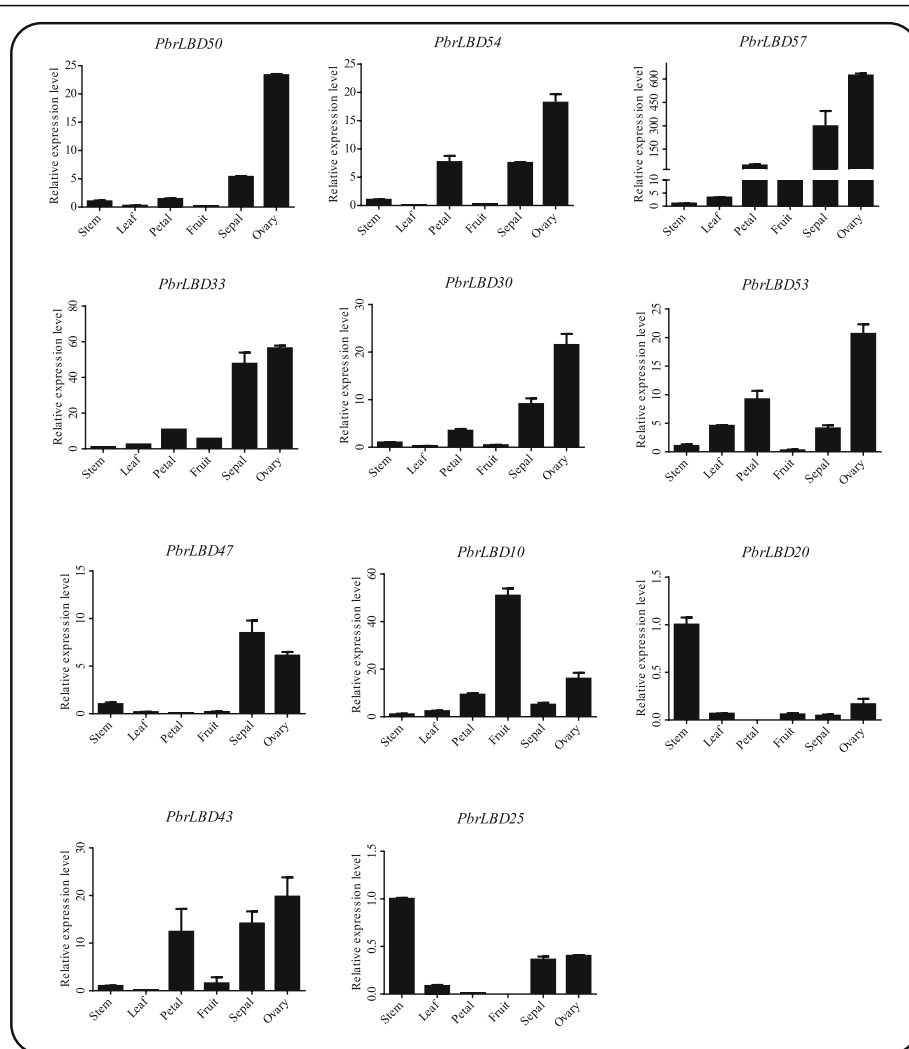 PbrLBD50
Relative expression level
25
20
15
10
5
0
Stem
Leaf
Petal
Fruit
Sepal
Ovary
PbrLBD54
Relative expression level
25
20
15
10
5
0
Stem
Leaf
Petal
Fruit
Sepal
Ovary
PbrLBD57
Relative expression level
600
450
300
150
10
5
0
Stem
Leaf
Petal
Fruit
Sepal
Ovary
PbrLBD33
Relative expression level
80
60
40
20
0
Stem
Leaf
Petal
Fruit
Sepal
Ovary
PbrLBD30
Relative expression level
30
20
10
0
Stem
Leaf
Petal
Fruit
Sepal
Ovary
PbrLBD53
Relative expression level
25
20
15
10
5
0
Stem
Leaf
Petal
Fruit
Sepal
Ovary
PbrLBD47
Relative expression level
15
10
5
0
Stem
Leaf
Petal
Fruit
Sepal
Ovary
PbrLBD10
Relative expression level
60
40
20
0
Stem
Leaf
Petal
Fruit
Sepal
Ovary
PbrLBD20
Relative expression level
1.5
1.0
0.5
0.0
Stem
Leaf
Petal
Fruit
Sepal
Ovary
PbrLBD43
Relative expression level
30
20
10
0
Stem
Leaf
Petal
Fruit
Sepal
Ovary
PbrLBD25
Relative expression level
1.5
1.0
0.5
0.0
Stem
Leaf
Petal
Fruit
Sepal
Ovary